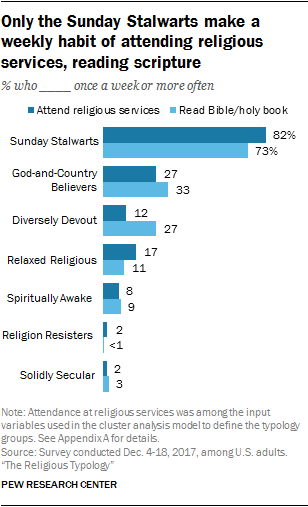 Only the Sunday Stalwarts make a
weekly habit of attending religious
services, reading scripture
% who _____ once a week or more often
Attend religious services Read Bible/holy book
Sunday Stalwarts 82%
73%
God-and-Country
Believers 27
33
Diversely Devout 12
27
Relaxed Religious 17
11
Spiritually Awake 8
9
Religion Resisters 2
<1
Solidly Secular 2
3
Note: Attendance at religious services was among the input
variables used in the cluster analysis model to define the typology
groups. See Appendix A for details.
Source: Survey conducted Dec. 4-18, 2017, among U.S. adults.
“The Religious Typology”
PEW RESEARCH CENTER